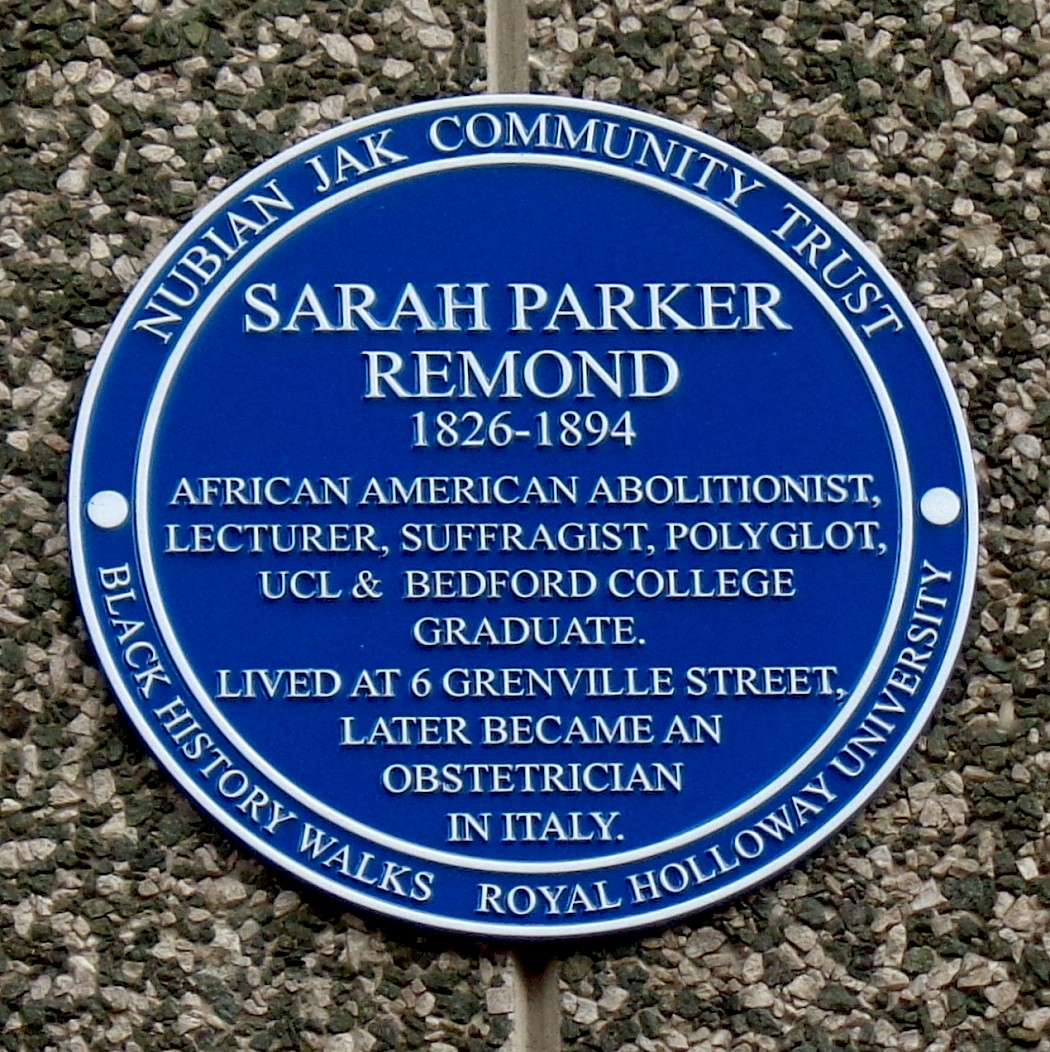 NUBIAN JAK COMMUNITY TRUST
SARAH PARKER
REMOND
1826-1894
AFRICAN AMERICAN ABOLITIONIST,
LECTURER, SUFFRAGIST, POLYGLOT,
UCL & BEDFORD COLLEGE
GRADUATE.
LIVED AT 6 GRENVILLE STREET,
LATER BECAME AN
OBSTETRICIAN
IN ITALY.
BLACK HISTORY WALKS
ROYAL HOLLOWAY UNIVERSITY